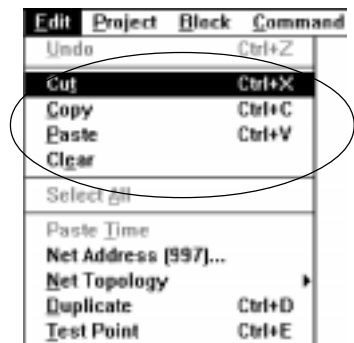 Edit Project Block Command
Undo Ctrl+Z
Cut Ctrl+X
Copy Ctrl+C
Paste Ctrl+V
Clear
Select All
Paste Time
Net Address (997)...
Net Topology
Duplicate Ctrl+D
Test Point Ctrl+E